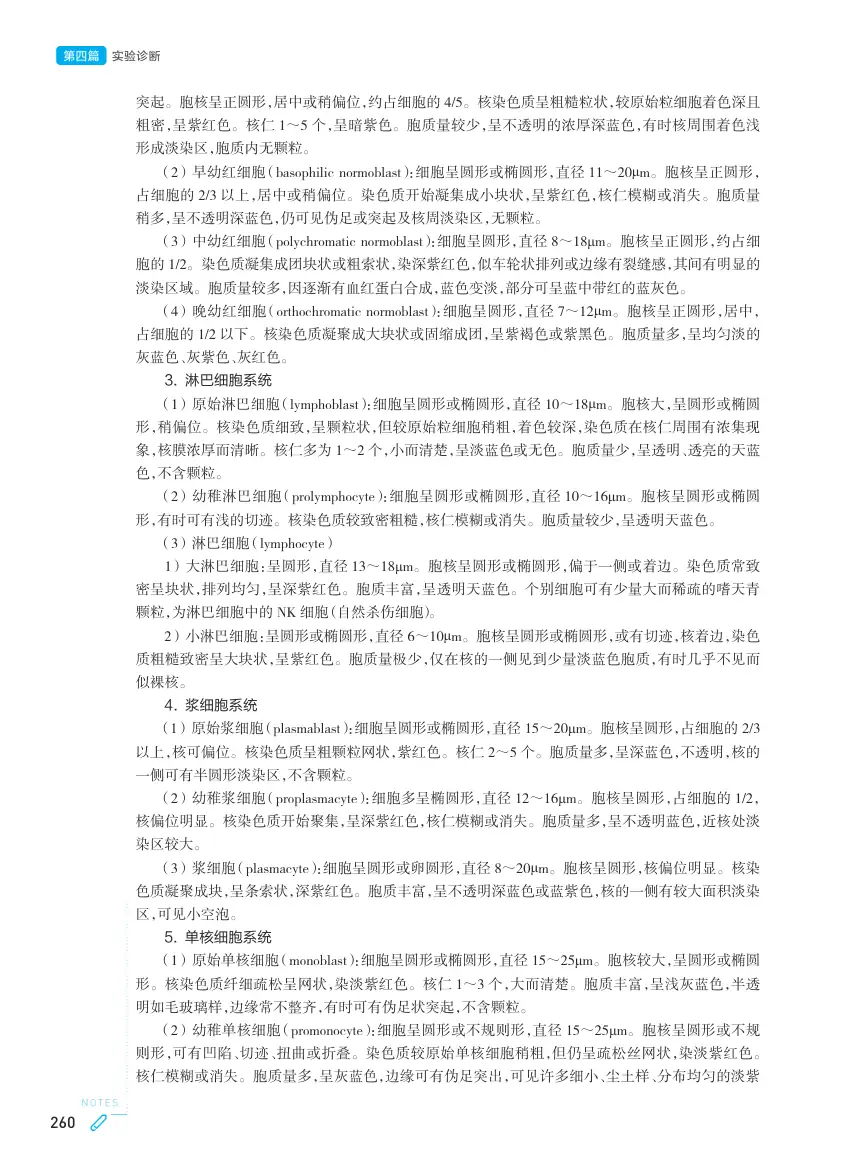 第四篇 实验诊断
突起。胞核呈正圆形,居中或稍偏位,约占细胞的 4/5。核染色质呈粗糙粒状,较原始粒细胞着色深且
粗密,呈紫红色。核仁 1～5 个,呈暗紫色。胞质量较少,呈不透明的浓厚深蓝色,有时核周围着色浅
形成淡染区,胞质内无颗粒。
（2）早幼红细胞（basophilic normoblast）:细胞呈圆形或椭圆形,直径 11～20μm。胞核呈正圆形,
占细胞的 2/3 以上,居中或稍偏位。染色质开始凝集成小块状,呈紫红色,核仁模糊或消失。胞质量
稍多,呈不透明深蓝色,仍可见伪足或突起及核周淡染区,无颗粒。
（3）中幼红细胞（polychromatic normoblast）:细胞呈圆形,直径 8～18μm。胞核呈正圆形,约占细
胞的 1/2。染色质凝集成团块状或粗索状,染深紫红色,似车轮状排列或边缘有裂缝感,其间有明显的
淡染区域。胞质量较多,因逐渐有血红蛋白合成,蓝色变淡,部分可呈蓝中带红的蓝灰色。
（4）晚幼红细胞（orthochromatic normoblast）:细胞呈圆形,直径 7～12μm。胞核呈正圆形,居中,
占细胞的 1/2 以下。核染色质凝聚成大块状或固缩成团,呈紫褐色或紫黑色。胞质量多,呈均匀淡的
灰蓝色、灰紫色、灰红色。
3. 淋巴细胞系统
（1）原始淋巴细胞（lymphoblast）:细胞呈圆形或椭圆形,直径 10～18μm。胞核大,呈圆形或椭圆
形,稍偏位。核染色质细致,呈颗粒状,但较原始粒细胞稍粗,着色较深,染色质在核仁周围有浓集现
象,核膜浓厚而清晰。核仁多为 1～2 个,小而清楚,呈淡蓝色或无色。胞质量少,呈透明、透亮的天蓝
色,不含颗粒。
（2）幼稚淋巴细胞（prolymphocyte）:细胞呈圆形或椭圆形,直径 10～16μm。胞核呈圆形或椭圆
形,有时可有浅的切迹。核染色质较致密粗糙,核仁模糊或消失。胞质量较少,呈透明天蓝色。
（3）淋巴细胞（lymphocyte）
1）大淋巴细胞:呈圆形,直径 13～18μm。胞核呈圆形或椭圆形,偏于一侧或着边。染色质常致
密呈块状,排列均匀,呈深紫红色。胞质丰富,呈透明天蓝色。个别细胞可有少量大而稀疏的嗜天青
颗粒,为淋巴细胞中的 NK 细胞（自然杀伤细胞）。
2）小淋巴细胞:呈圆形或椭圆形,直径 6～10μm。胞核呈圆形或椭圆形,或有切迹,核着边,染色
质粗糙致密呈大块状,呈紫红色。胞质量极少,仅在核的一侧见到少量淡蓝色胞质,有时几乎不见而
似裸核。
4. 浆细胞系统
（1）原始浆细胞（plasmablast）:细胞呈圆形或椭圆形,直径 15～20μm。胞核呈圆形,占细胞的 2/3
以上,核可偏位。核染色质呈粗颗粒网状,紫红色。核仁 2～5 个。胞质量多,呈深蓝色,不透明,核的
一侧可有半圆形淡染区,不含颗粒。
（2）幼稚浆细胞（proplasmacyte）:细胞多呈椭圆形,直径 12～16μm。胞核呈圆形,占细胞的 1/2,
核偏位明显。核染色质开始聚集,呈深紫红色,核仁模糊或消失。胞质量多,呈不透明蓝色,近核处淡
染区较大。
（3）浆细胞（plasmacyte）:细胞呈圆形或卵圆形,直径 8～20μm。胞核呈圆形,核偏位明显。核染
色质凝聚成块,呈条索状,深紫红色。胞质丰富,呈不透明深蓝色或蓝紫色,核的一侧有较大面积淡染
区,可见小空泡。
5. 单核细胞系统
（1）原始单核细胞（monoblast）:细胞呈圆形或椭圆形,直径 15～25μm。胞核较大,呈圆形或椭圆
形。核染色质纤细疏松呈网状,染淡紫红色。核仁 1～3 个,大而清楚。胞质丰富,呈浅灰蓝色,半透
明如毛玻璃样,边缘常不整齐,有时可有伪足状突起,不含颗粒。
（2）幼稚单核细胞（promonocyte）:细胞呈圆形或不规则形,直径 15～25μm。胞核呈圆形或不规
则形,可有凹陷、切迹、扭曲或折叠。染色质较原始单核细胞稍粗,但仍呈疏松丝网状,染淡紫红色。
核仁模糊或消失。胞质量多,呈灰蓝色,边缘可有伪足突出,可见许多细小、尘土样、分布均匀的淡紫
NOTES
260